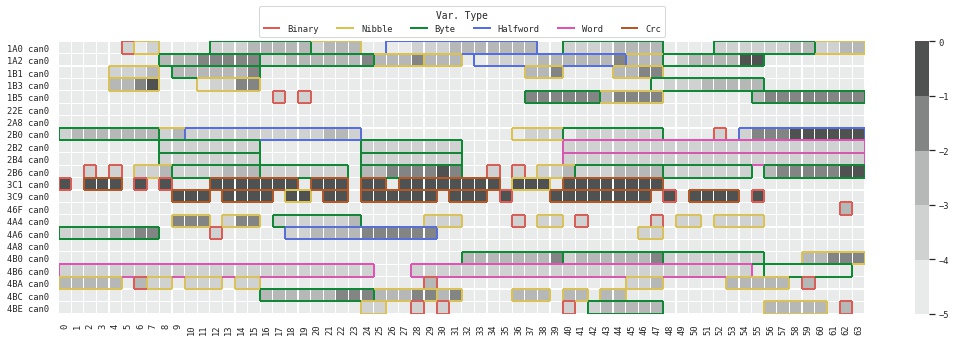 Var. Type
Binary Nibble Byte Halfword Word Crc
1A0 can0
1A2 can0
1B1 can0
1B3 can0
1B5 can0
22E can0
2A8 can0
2B0 can0
2B2 can0
2B4 can0
2B6 can0
3C1 can0
3C9 can0
46F can0
4A4 can0
4A6 can0
4A8 can0
4B0 can0
4B6 can0
4BA can0
4BC can0
4BE can0
0 1 2 3 4 5 6 7 8 9 10 11 12 13 14 15 16 17 18 19 20 21 22 23 24 25 26 27 28 29 30 31 32 33 34 35 36 37 38 39 40 41 42 43 44 45 46 47 48 49 50 51 52 53 54 55 56 57 58 59 60 61 62 63
0
−1
−2
−3
−4
−5